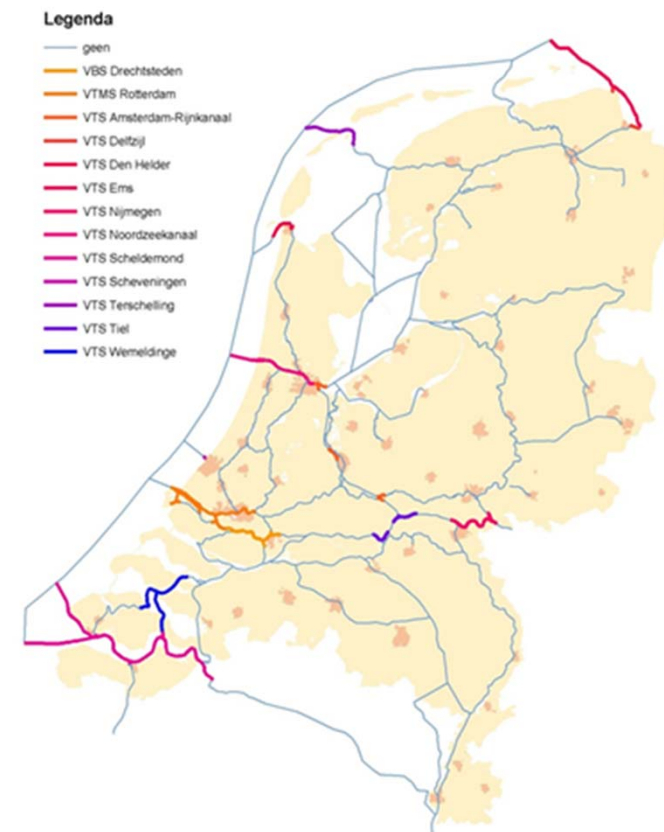 Legenda
geen
VBS Drechtsteden
VTMS Rotterdam
VTS Amsterdam-Rijnkanaal
VTS Delfzijl
VTS Den Helder
VTS Ems
VTS Nijmegen
VTS Noordzeekanaal
VTS Scheldemond
VTS Scheveningen
VTS Terschelling
VTS Tiel
VTS Wemeldinge